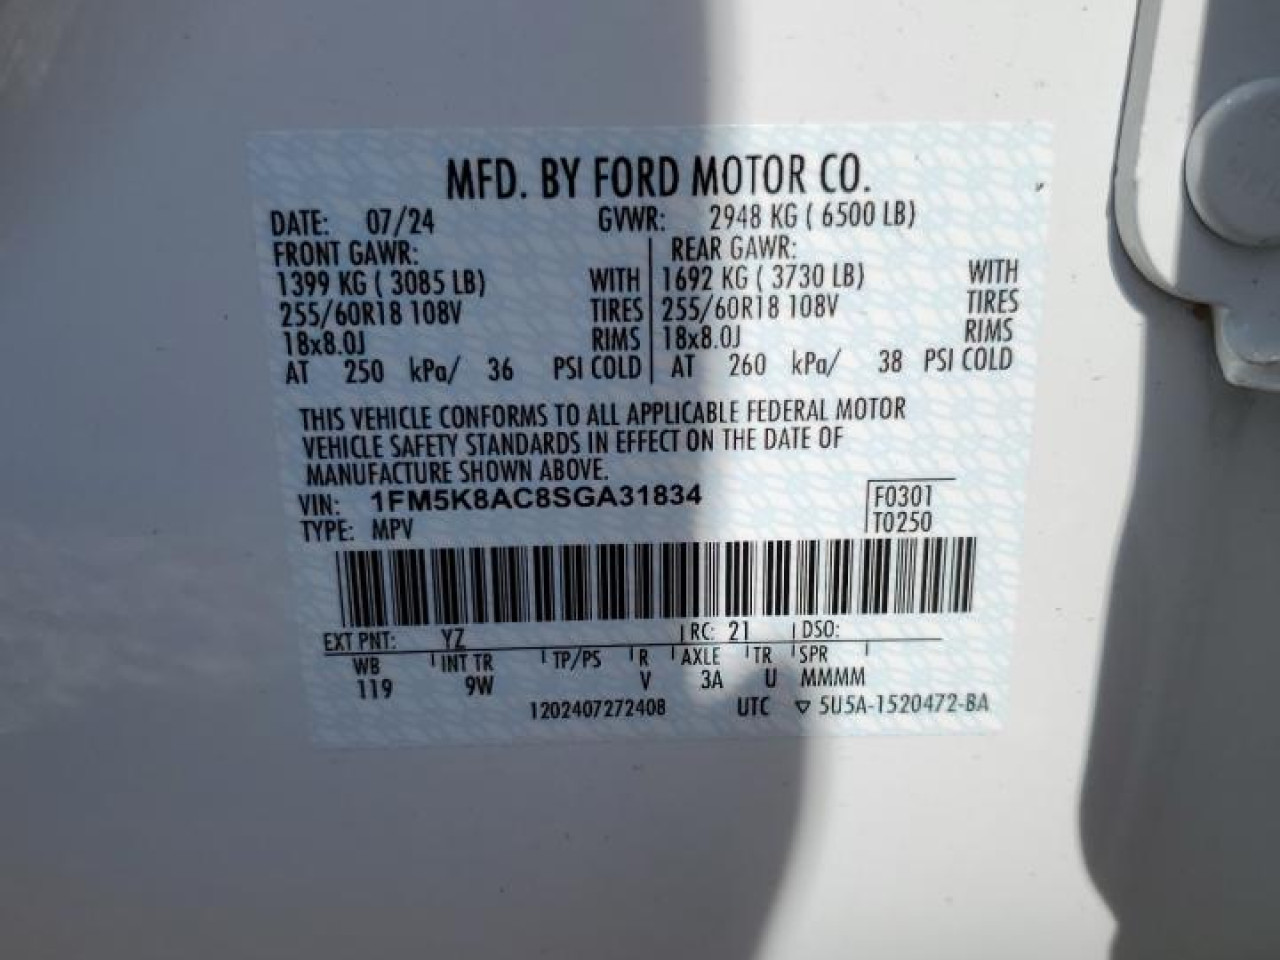 MFD. BY FORD MOTOR CO.
DATE: 07/24 GVWR: 2948 KG ( 6500 LB)
FRONT GAWR: REAR GAWR:
1399 KG ( 3085 LB) WITH 1692 KG ( 3730 LB) WITH
255/60R18 108V TIRES 255/60R18 108V TIRES
18x8.0J RIMS 18x8.0J RIMS
AT 250 kPa/ 36 PSI COLD AT 260 kPa/ 38 PSI COLD
THIS VEHICLE CONFORMS TO ALL APPLICABLE FEDERAL MOTOR
VEHICLE SAFETY STANDARDS IN EFFECT ON THE DATE OF
MANUFACTURE SHOWN ABOVE.
VIN: 1FM5K8AC8SGA31834 F0301
TYPE: MPV T0250
EXT PNT: YZ RC: 21 DSO:
WB INT TR TP/PS R AXLE TR SPR
119 9W V 3A U MMMM
1202407272408 UTC ▽ 5U5A-1520472-BA